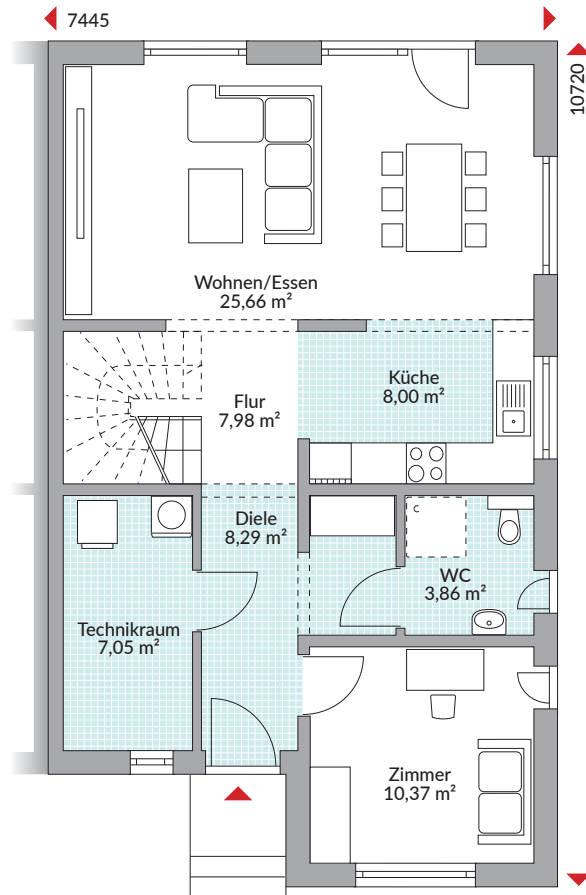 7445
10720
Wohnen/Essen
25,66 m²
Küche
8,00 m²
Flur
7,98 m²
Diele
8,29 m²
c
WC
3,86 m²
Technikraum
7,05 m²
Zimmer
10,37 m²